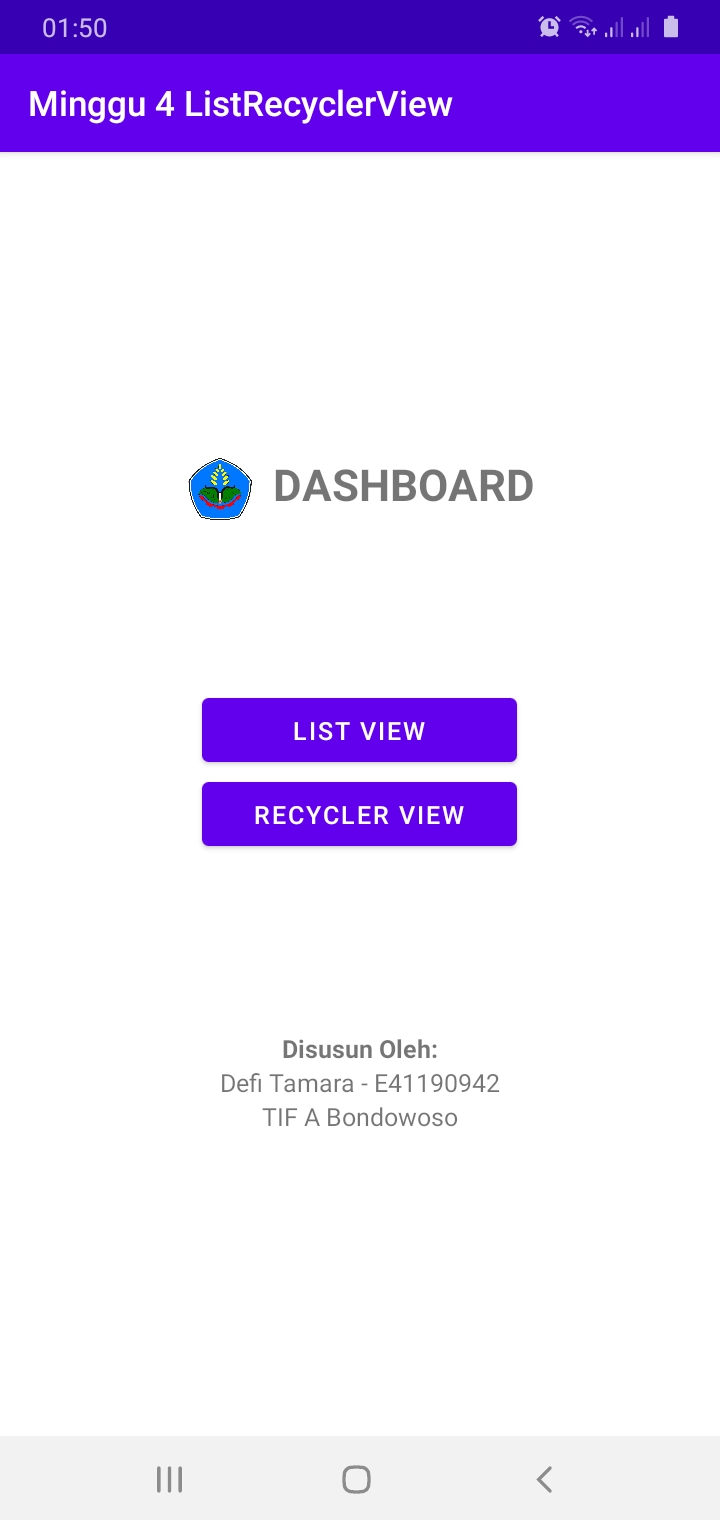 01:50
Minggu 4 ListRecyclerView
DASHBOARD
LIST VIEW
RECYCLER VIEW
Disusun Oleh:
Defi Tamara - E41190942
TIF A Bondowoso